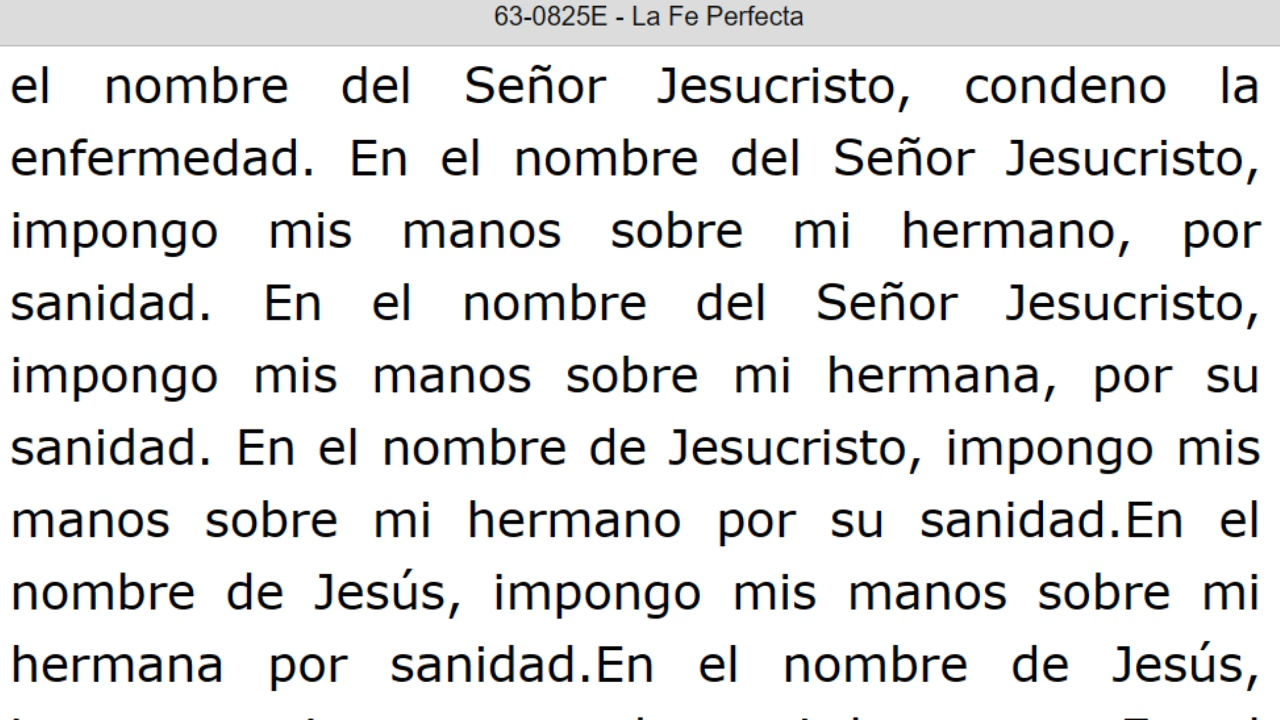 63-0825E - La Fe Perfecta
el nombre del Señor Jesucristo, condeno la
enfermedad. En el nombre del Señor Jesucristo,
impongo mis manos sobre mi hermano, por
sanidad. En el nombre del Señor Jesucristo,
impongo mis manos sobre mi hermana, por su
sanidad. En el nombre de Jesucristo, impongo mis
manos sobre mi hermano por su sanidad.En el
nombre de Jesús, impongo mis manos sobre mi
hermana por sanidad.En el nombre de Jesús,